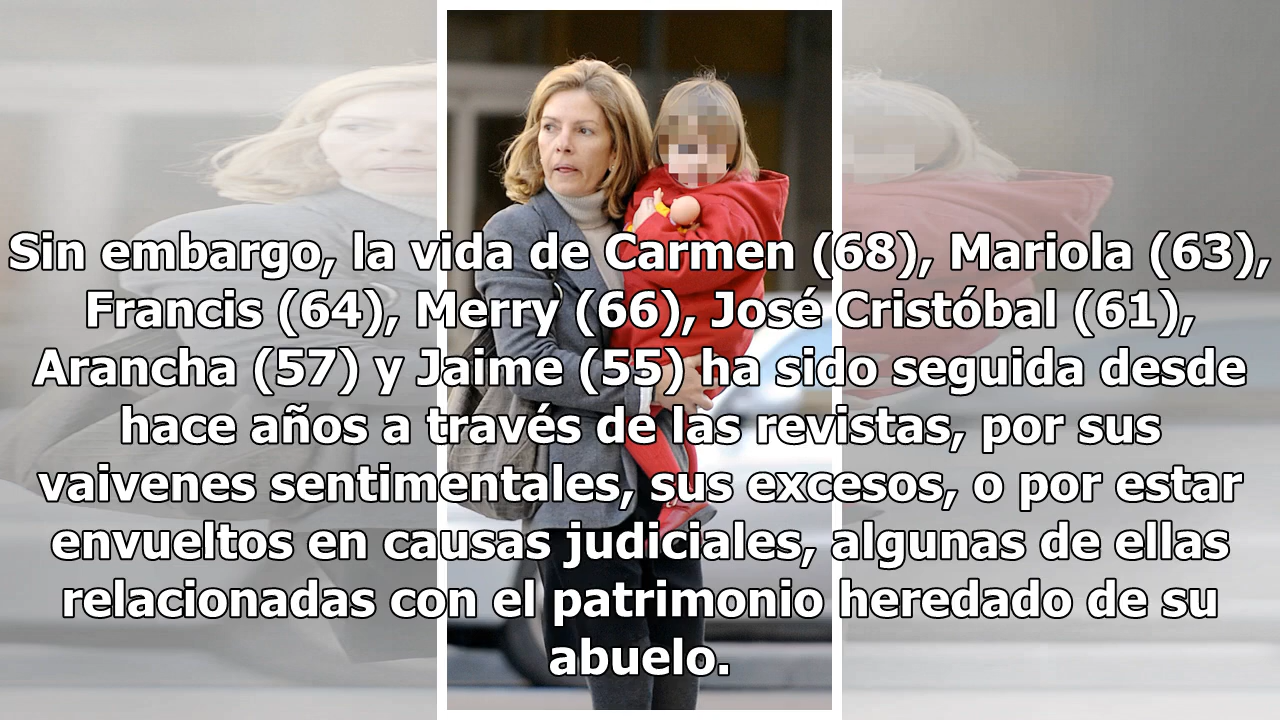 Sin embargo, la vida de Carmen (68), Mariola (63),
Francis (64), Merry (66), José Cristóbal (61),
Arancha (57) y Jaime (55) ha sido seguida desde
hace años a través de las revistas, por sus
vaivenes sentimentales, sus excesos, o por estar
envueltos en causas judiciales, algunas de ellas
relacionadas con el patrimonio heredado de su
abuelo.